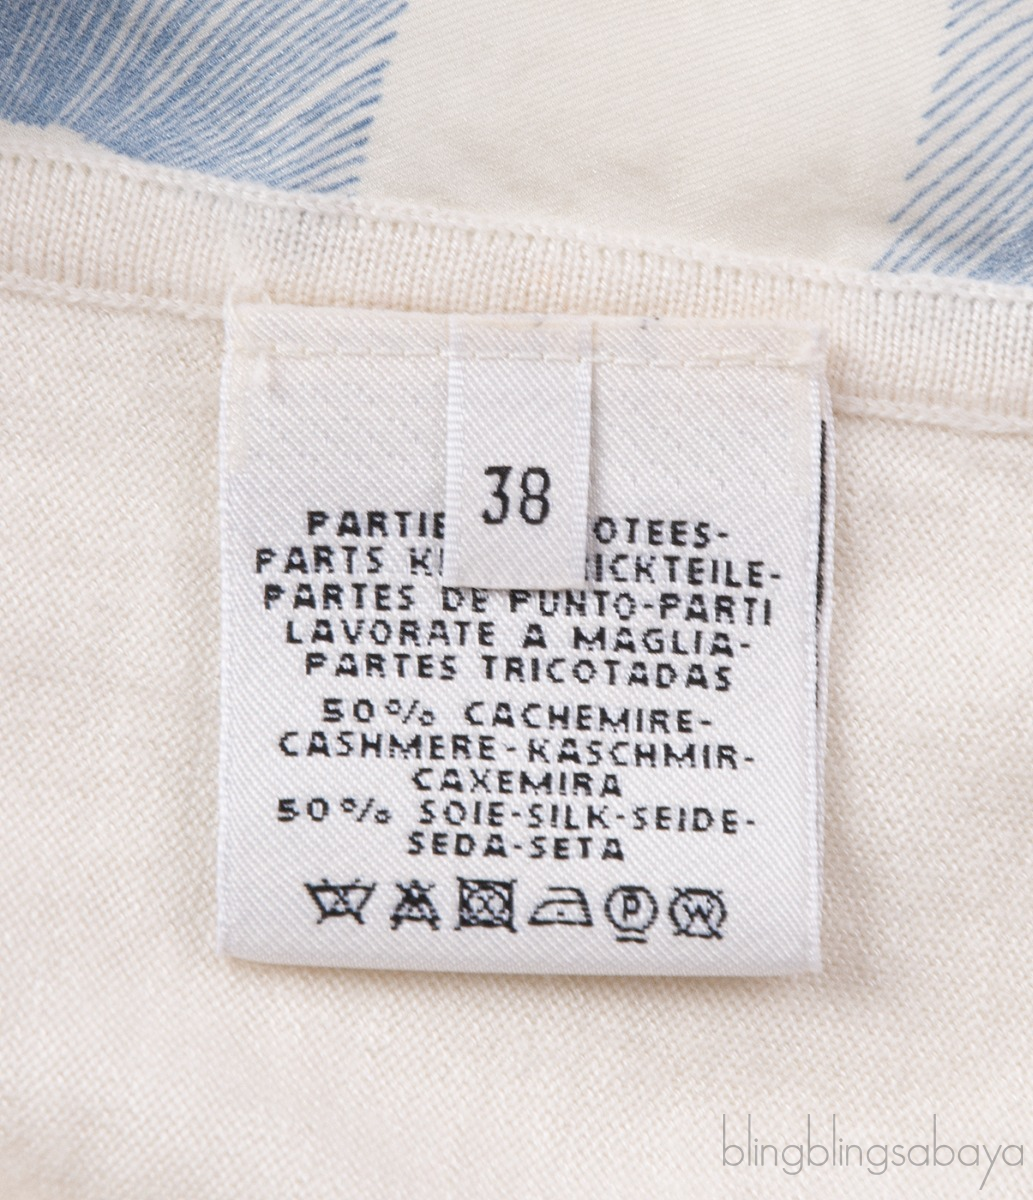 38
PARTIE OTEES-
PARTS K ICKTEILE-
PARTES DE PUNTO-PARTI
LAVORATE A MAGLIA-
PARTES TRICOTADAS
50% CACHEMIRE-
CASHMERE-KASCHMIR-
CAXEMIRA
50% SOIE-SILK-SEIDE-
SEDA-SETA
P W
blingblingsabaya